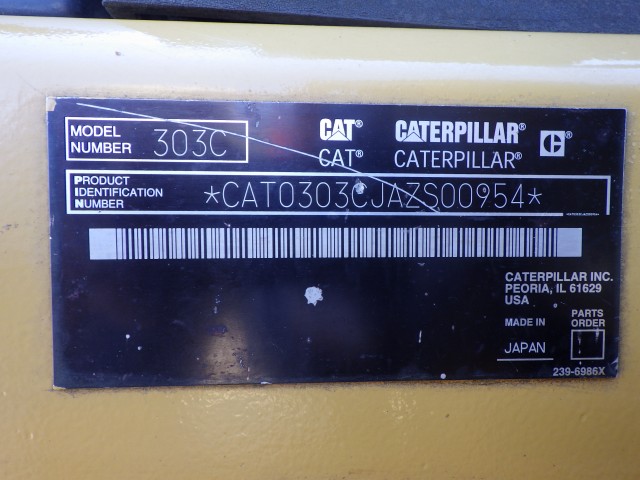 MODEL NUMBER 303C
CAT® CATERPILLAR® C®
CAT® CATERPILLAR®
PRODUCT IDENTIFICATION NUMBER *CAT0303CJAZS00954*
CATERPILLAR INC.
PEORIA, IL 61629
USA
MADE IN
JAPAN
PARTS ORDER
239-6986X